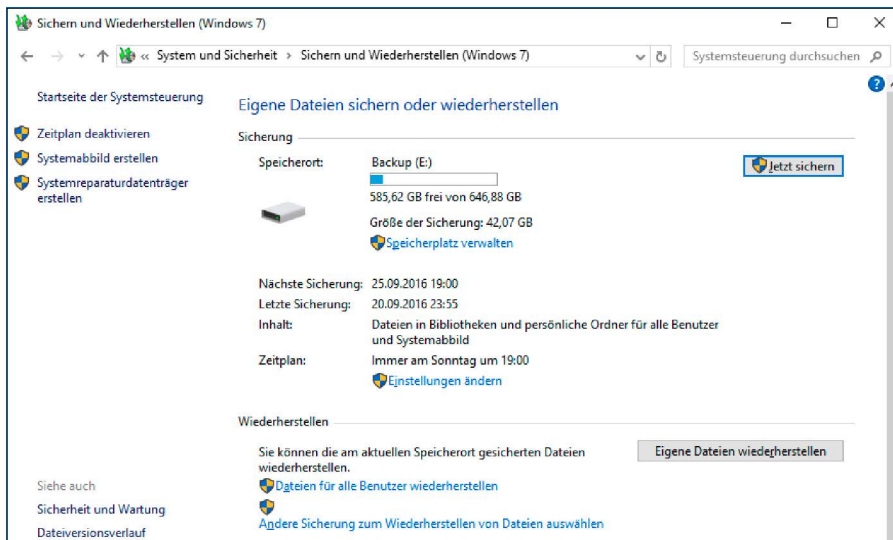 Sichern und Wiederherstellen (Windows 7)
« System und Sicherheit › Sichern und Wiederherstellen (Windows 7)
Systemsteuerung durchsuchen
Startseite der Systemsteuerung
Zeitplan deaktivieren
Systemabbild erstellen
Systemreparaturdatenträger
erstellen
Eigene Dateien sichern oder wiederherstellen
Sicherung
Speicherort:
Backup (E:)
Jetzt sichern
585,62 GB frei von 646,88 GB
Größe der Sicherung: 42,07 GB
Speicherplatz verwalten
Nächste Sicherung: 25.09.2016 19:00
Letzte Sicherung: 20.09.2016 23:55
Inhalt: Dateien in Bibliotheken und persönliche Ordner für alle Benutzer
und Systemabbild
Zeitplan: Immer am Sonntag um 19:00
Einstellungen ändern
Wiederherstellen
Sie können die am aktuellen Speicherort gesicherten Dateien
wiederherstellen.
Eigene Dateien wiederherstellen
Dateien für alle Benutzer wiederherstellen
Andere Sicherung zum Wiederherstellen von Dateien auswählen
Siehe auch
Sicherheit und Wartung
Dateiversionsverlauf